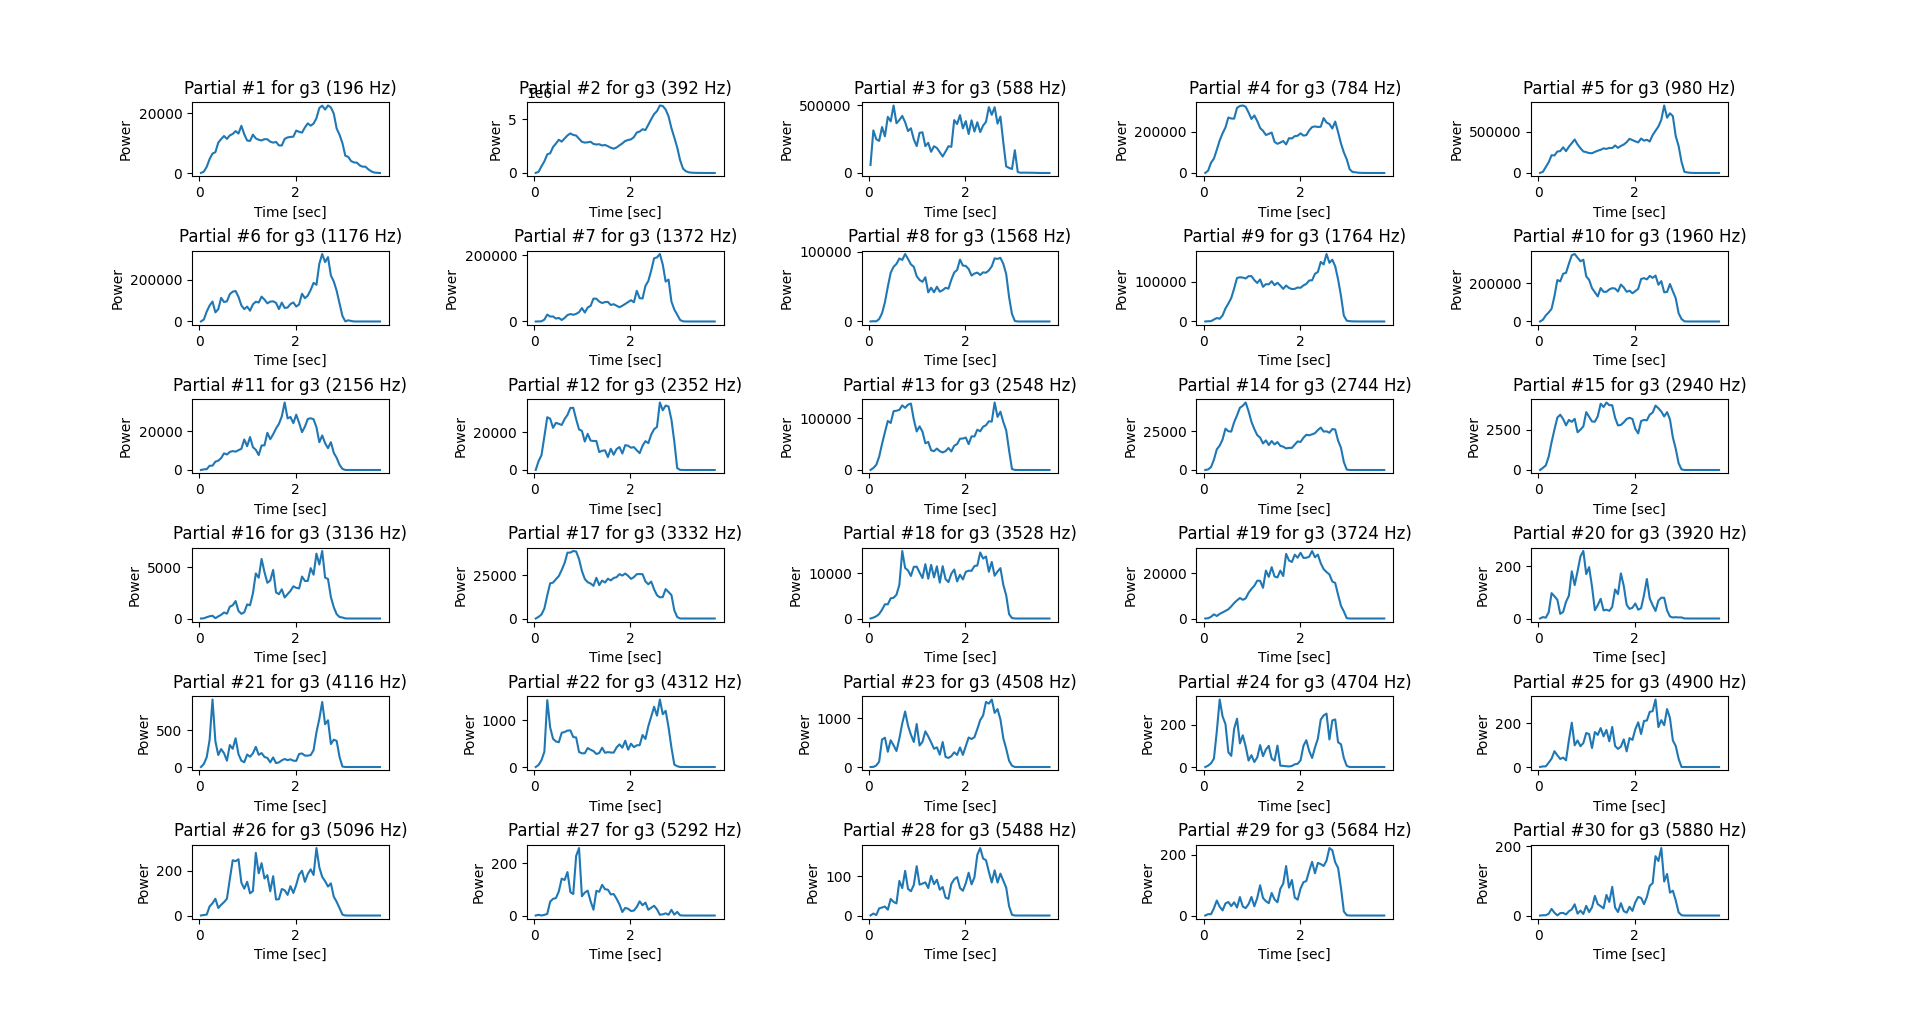 Partial #1 for g3 (196 Hz)
Power
20000
0
0 2
Time [sec]
Partial #2 for g3 (392 Hz)
1e6
Power
5
0
0 2
Time [sec]
Partial #3 for g3 (588 Hz)
Power
500000
0
0 2
Time [sec]
Partial #4 for g3 (784 Hz)
Power
200000
0
0 2
Time [sec]
Partial #5 for g3 (980 Hz)
Power
500000
0
0 2
Time [sec]
Partial #6 for g3 (1176 Hz)
Power
200000
0
0 2
Time [sec]
Partial #7 for g3 (1372 Hz)
Power
200000
0
0 2
Time [sec]
Partial #8 for g3 (1568 Hz)
Power
100000
0
0 2
Time [sec]
Partial #9 for g3 (1764 Hz)
Power
100000
0
0 2
Time [sec]
Partial #10 for g3 (1960 Hz)
Power
200000
0
0 2
Time [sec]
Partial #11 for g3 (2156 Hz)
Power
20000
0
0 2
Time [sec]
Partial #12 for g3 (2352 Hz)
Power
20000
0
0 2
Time [sec]
Partial #13 for g3 (2548 Hz)
Power
100000
0
0 2
Time [sec]
Partial #14 for g3 (2744 Hz)
Power
25000
0
0 2
Time [sec]
Partial #15 for g3 (2940 Hz)
Power
2500
0
0 2
Time [sec]
Partial #16 for g3 (3136 Hz)
Power
5000
0
0 2
Time [sec]
Partial #17 for g3 (3332 Hz)
Power
25000
0
0 2
Time [sec]
Partial #18 for g3 (3528 Hz)
Power
10000
0
0 2
Time [sec]
Partial #19 for g3 (3724 Hz)
Power
20000
0
0 2
Time [sec]
Partial #20 for g3 (3920 Hz)
Power
200
0
0 2
Time [sec]
Partial #21 for g3 (4116 Hz)
Power
500
0
0 2
Time [sec]
Partial #22 for g3 (4312 Hz)
Power
1000
0
0 2
Time [sec]
Partial #23 for g3 (4508 Hz)
Power
1000
0
0 2
Time [sec]
Partial #24 for g3 (4704 Hz)
Power
200
0
0 2
Time [sec]
Partial #25 for g3 (4900 Hz)
Power
200
0
0 2
Time [sec]
Partial #26 for g3 (5096 Hz)
Power
200
0
0 2
Time [sec]
Partial #27 for g3 (5292 Hz)
Power
200
0
0 2
Time [sec]
Partial #28 for g3 (5488 Hz)
Power
100
0
0 2
Time [sec]
Partial #29 for g3 (5684 Hz)
Power
200
0
0 2
Time [sec]
Partial #30 for g3 (5880 Hz)
Power
200
0
0 2
Time [sec]